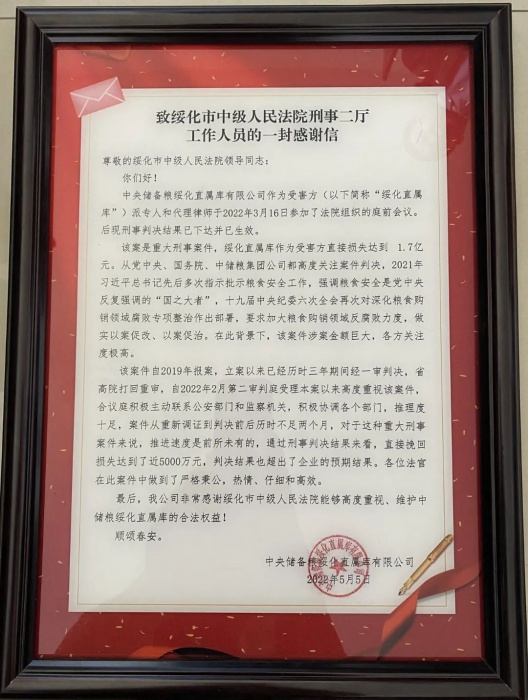 致绥化市中级人民法院刑事二厅
工作人员的一封感谢信
尊敬的绥化市中级人民法院领导同志：
你们好！
中央储备粮绥化直属库有限公司作为受害方（以下简称“绥化直属
库”）派专人和代理律师于2022年3月16日参加了法院组织的庭前会议。
后现刑事判决结果已下达并已生效。
该案是重大刑事案件，绥化直属库作为受害方直接损失达到 1.7亿
元。从党中央、国务院、中储粮集团公司都高度关注案件判决，2021年
习近平总书记先后多次指示批示粮食安全工作，强调粮食安全是党中央
反复强调的“国之大者”，十九届中央纪委六次全会再次对深化粮食购
销领域腐败专项整治作出部署，要求加大粮食购销领域反腐败力度，做
实以案促改、以案促治。在此背景下，该案件涉案金额巨大，各方关注
度极高。
该案件自2019年报案，立案以来已经历时三年期间经一审判决，省
高院打回重审，自2022年2月第二审判庭受理本案以来高度重视该案件，
合议庭积极主动联系公安部门和监察机关，积极协调各个部门，推理度
十足，案件从重新调证到判决前后历时不足两个月，对于这种重大刑事
案件来说，推进速度是前所未有的，通过刑事判决结果来看，直接挽回
损失达到了近5000万元，判决结果也超出了企业的预期结果。各位法官
在此案件中做到了严格秉公，热情、仔细和高效。
最后，我公司非常感谢绥化市中级人民法院能够高度重视、维护中
储粮绥化直属库的合法权益！
顺颂春安。
中央储备粮绥化直属库有限公司
2022年5月5日